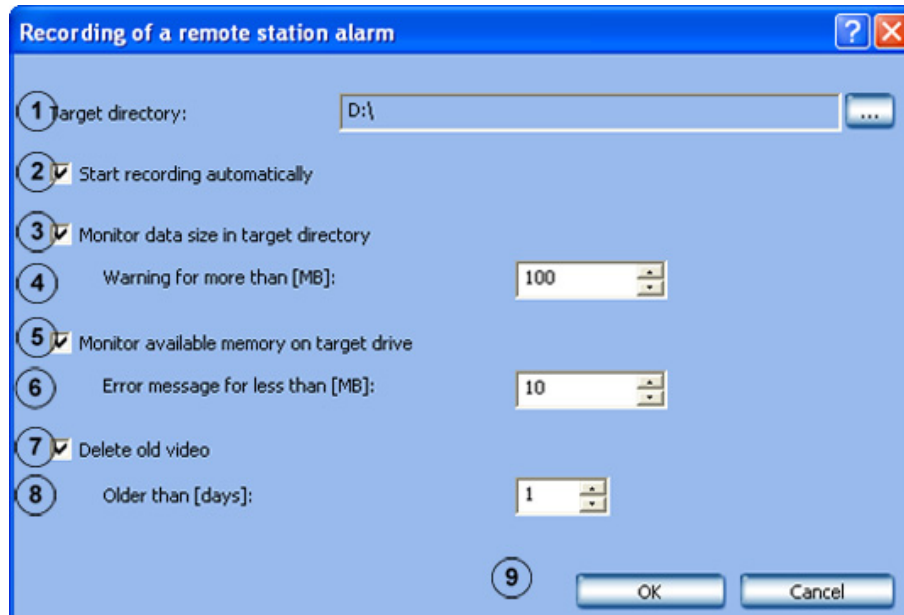 Recording of a remote station alarm
?
1 Target directory: D:\ ...
2 Start recording automatically
3 Monitor data size in target directory
4 Warning for more than [MB]: 100
5 Monitor available memory on target drive
6 Error message for less than [MB]: 10
7 Delete old video
8 Older than [days]: 1
9 OK Cancel